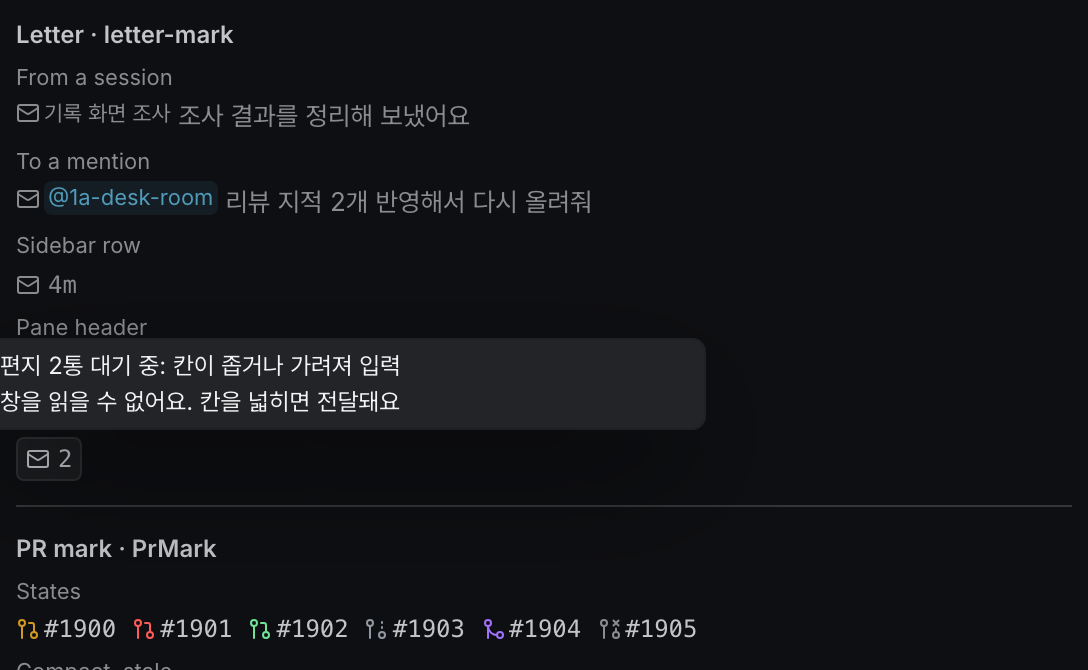 Letter · letter-mark
From a session
기록 화면 조사 조사 결과를 정리해 보냈어요
To a mention
@1a-desk-room 리뷰 지적 2개 반영해서 다시 올려줘
Sidebar row
4m
Pane header
편지 2통 대기 중: 칸이 좁거나 가려져 입력
창을 읽을 수 없어요. 칸을 넓히면 전달돼요
2
PR mark · PrMark
States
#1900 #1901 #1902 #1903 #1904 #1905
Compact, stale